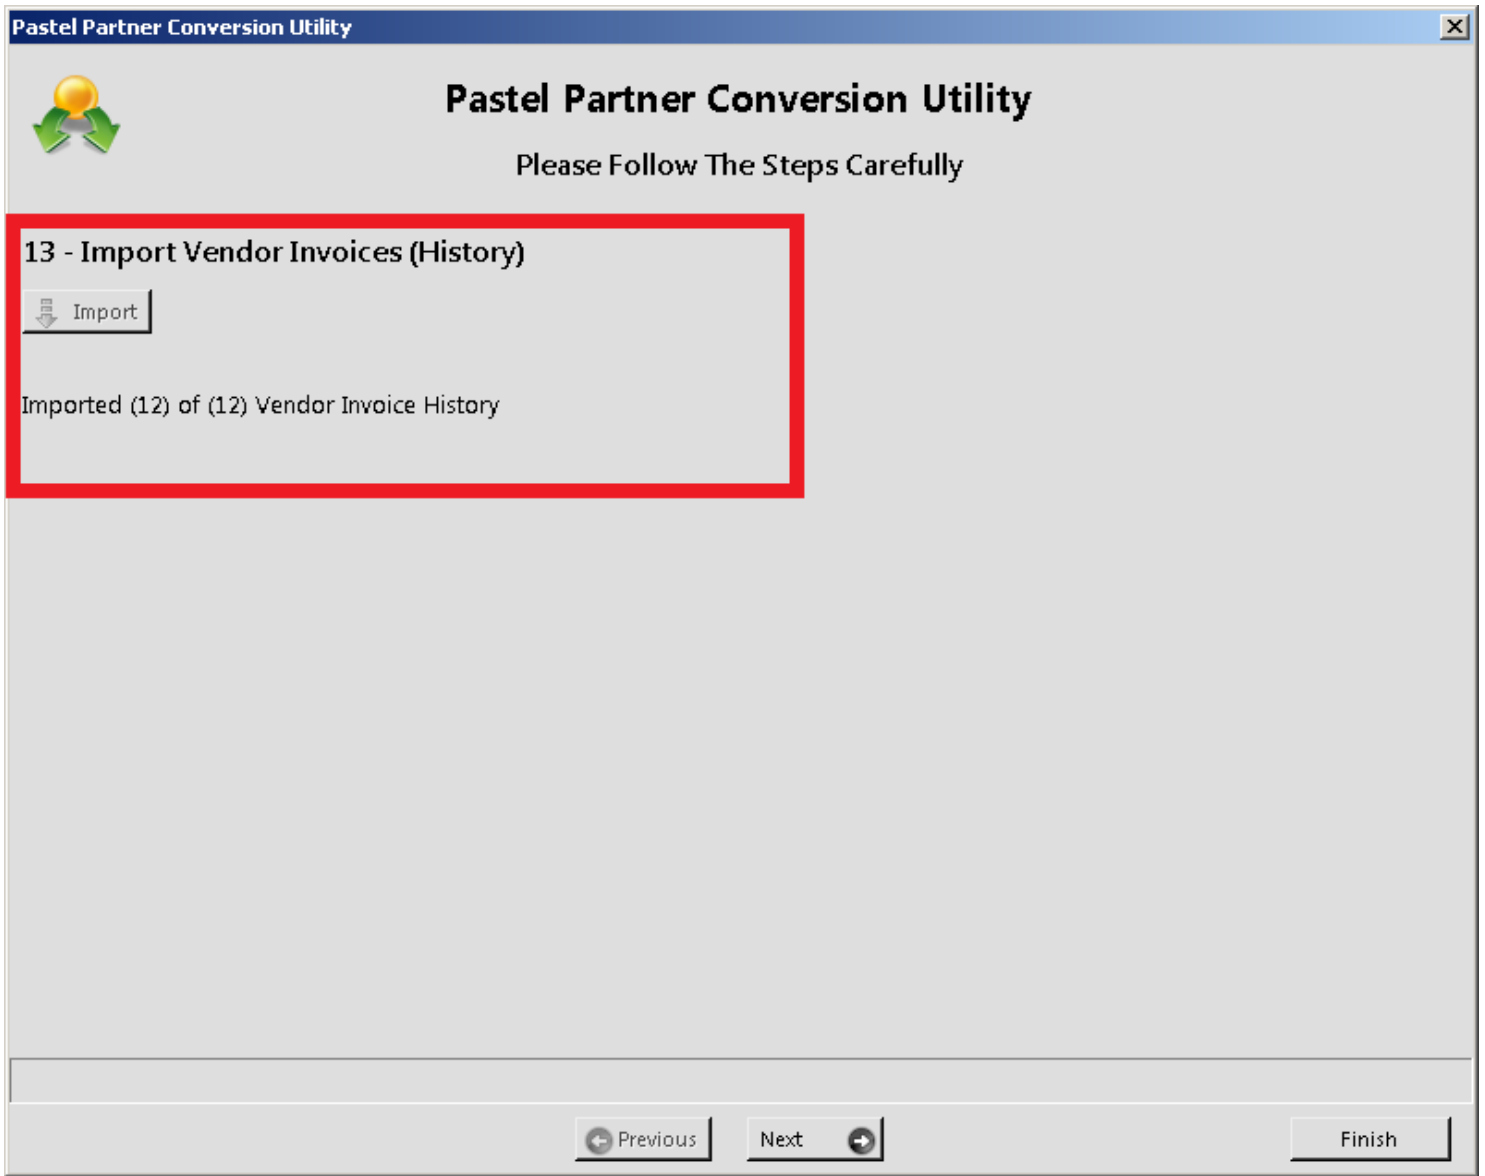 Pastel Partner Conversion Utility
Pastel Partner Conversion Utility
Please Follow The Steps Carefully
13 - Import Vendor Invoices (History)
Import
Imported (12) of (12) Vendor Invoice History
Previous
Next
Finish